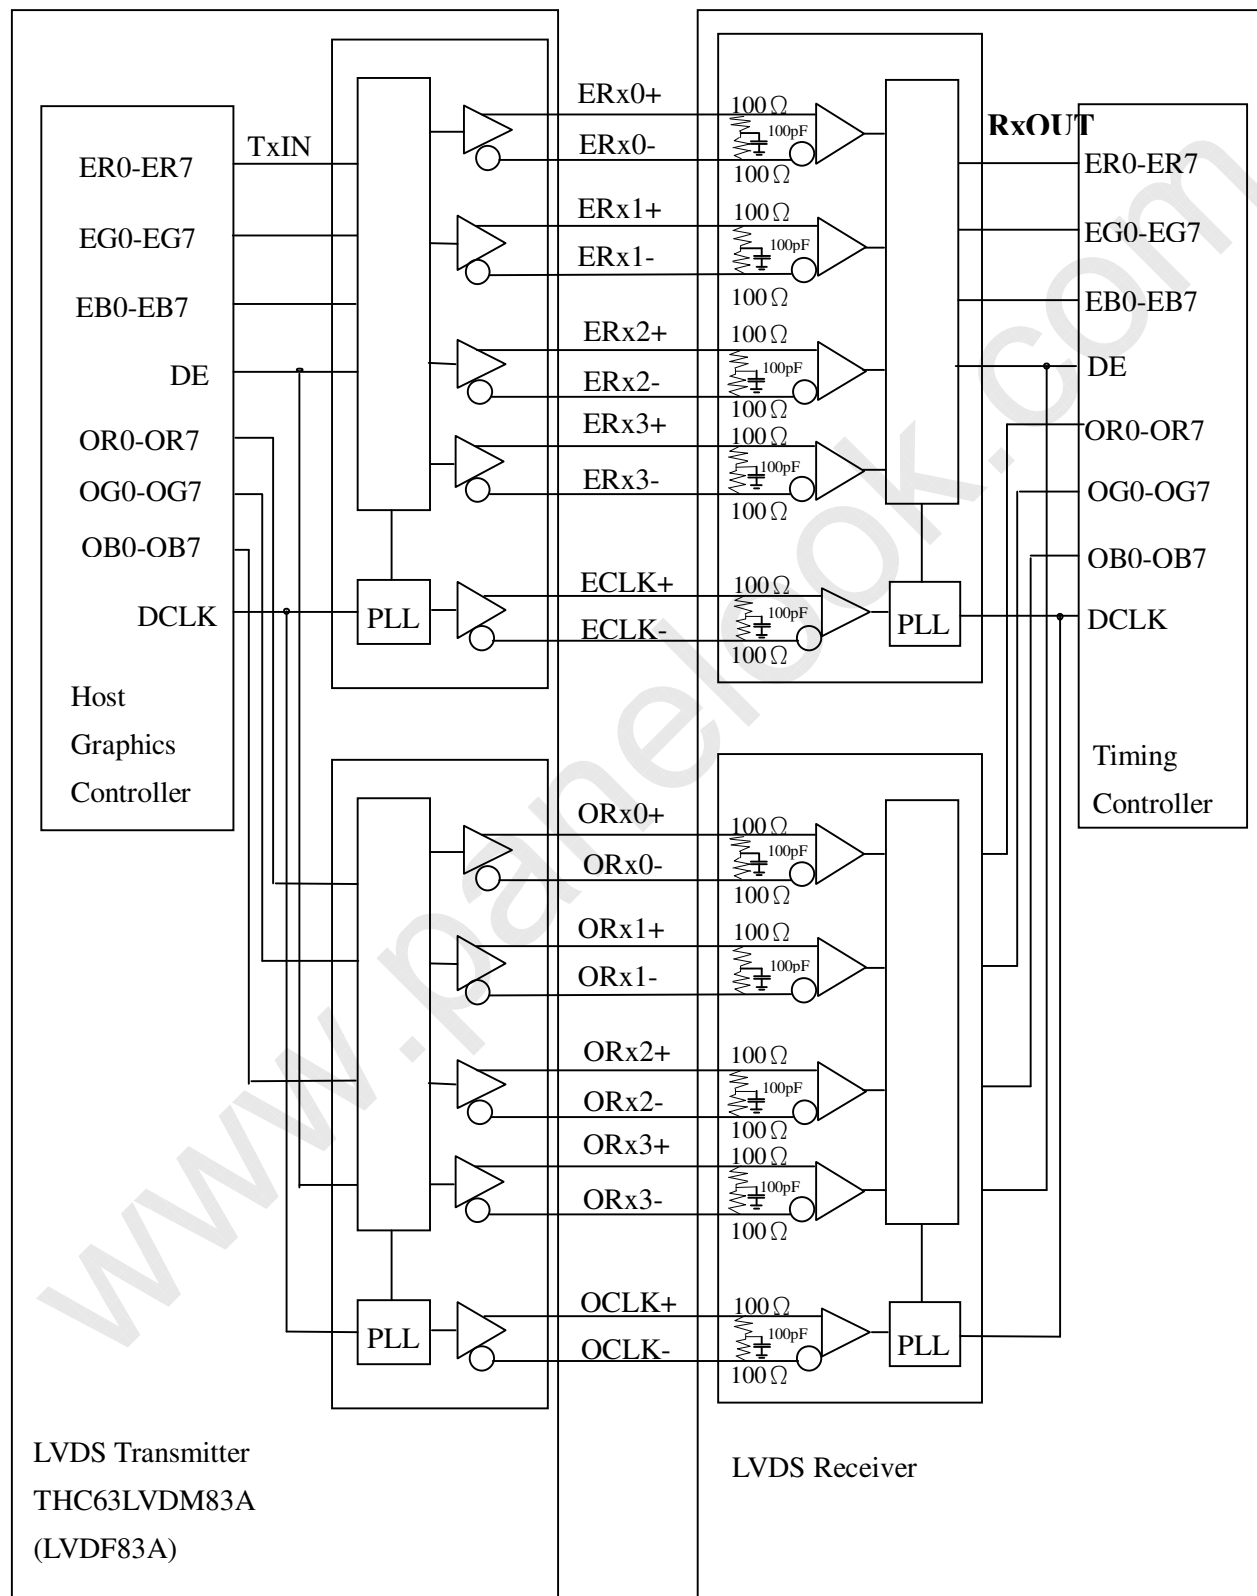 ER0-ER7
EG0-EG7
EB0-EB7
DE
OR0-OR7
OG0-OG7
OB0-OB7
DCLK
Host
Graphics
Controller
TxIN
PLL
ERx0+
ERx0-
ERx1+
ERx1-
ERx2+
ERx2-
ERx3+
ERx3-
ECLK+
ECLK-
100Ω
100pF
100Ω
100Ω
100pF
100Ω
100Ω
100pF
100Ω
100Ω
100pF
100Ω
100Ω
100pF
100Ω
PLL
RxOUT
ER0-ER7
EG0-EG7
EB0-EB7
DE
OR0-OR7
OG0-OG7
OB0-OB7
DCLK
Timing
Controller
PLL
ORx0+
ORx0-
ORx1+
ORx1-
ORx2+
ORx2-
ORx3+
ORx3-
OCLK+
OCLK-
100Ω
100pF
100Ω
100Ω
100pF
100Ω
100Ω
100pF
100Ω
100Ω
100pF
100Ω
100Ω
100pF
100Ω
PLL
LVDS Transmitter
THC63LVDM83A
(LVDF83A)
LVDS Receiver
www.panelook.com